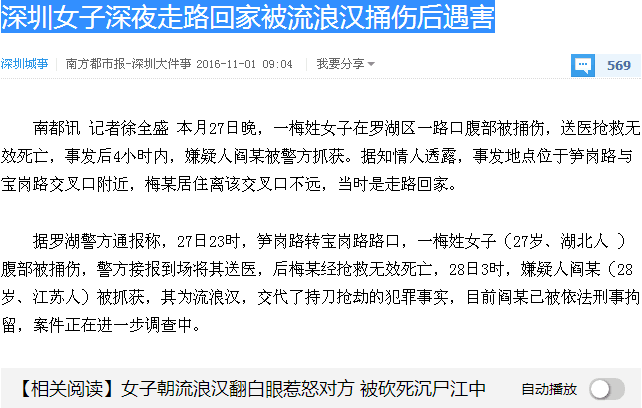 深圳女子深夜走路回家被流浪汉捅伤后遇害
深圳城事 南方都市报-深圳大件事 2016-11-01 09:04 我要分享 569
南都讯 记者徐全盛 本月27日晚，一梅姓女子在罗湖区一路口腹部被捅伤，送医抢救无
效死亡，事发后4小时内，嫌疑人阎某被警方抓获。据知情人透露，事发地点位于笋岗路与
宝岗路交叉口附近，梅某居住离该交叉口不远，当时是走路回家。
据罗湖警方通报称，27日23时，笋岗路转宝岗路路口，一梅姓女子（27岁、湖北人 ）
腹部被捅伤，警方接报到场将其送医，后梅某经抢救无效死亡，28日3时，嫌疑人阎某（28
岁、江苏人）被抓获，其为流浪汉，交代了持刀抢劫的犯罪事实，目前阎某已被依法刑事拘
留，案件正在进一步调查中。
【相关阅读】女子朝流浪汉翻白眼惹怒对方 被砍死沉尸江中 自动播放